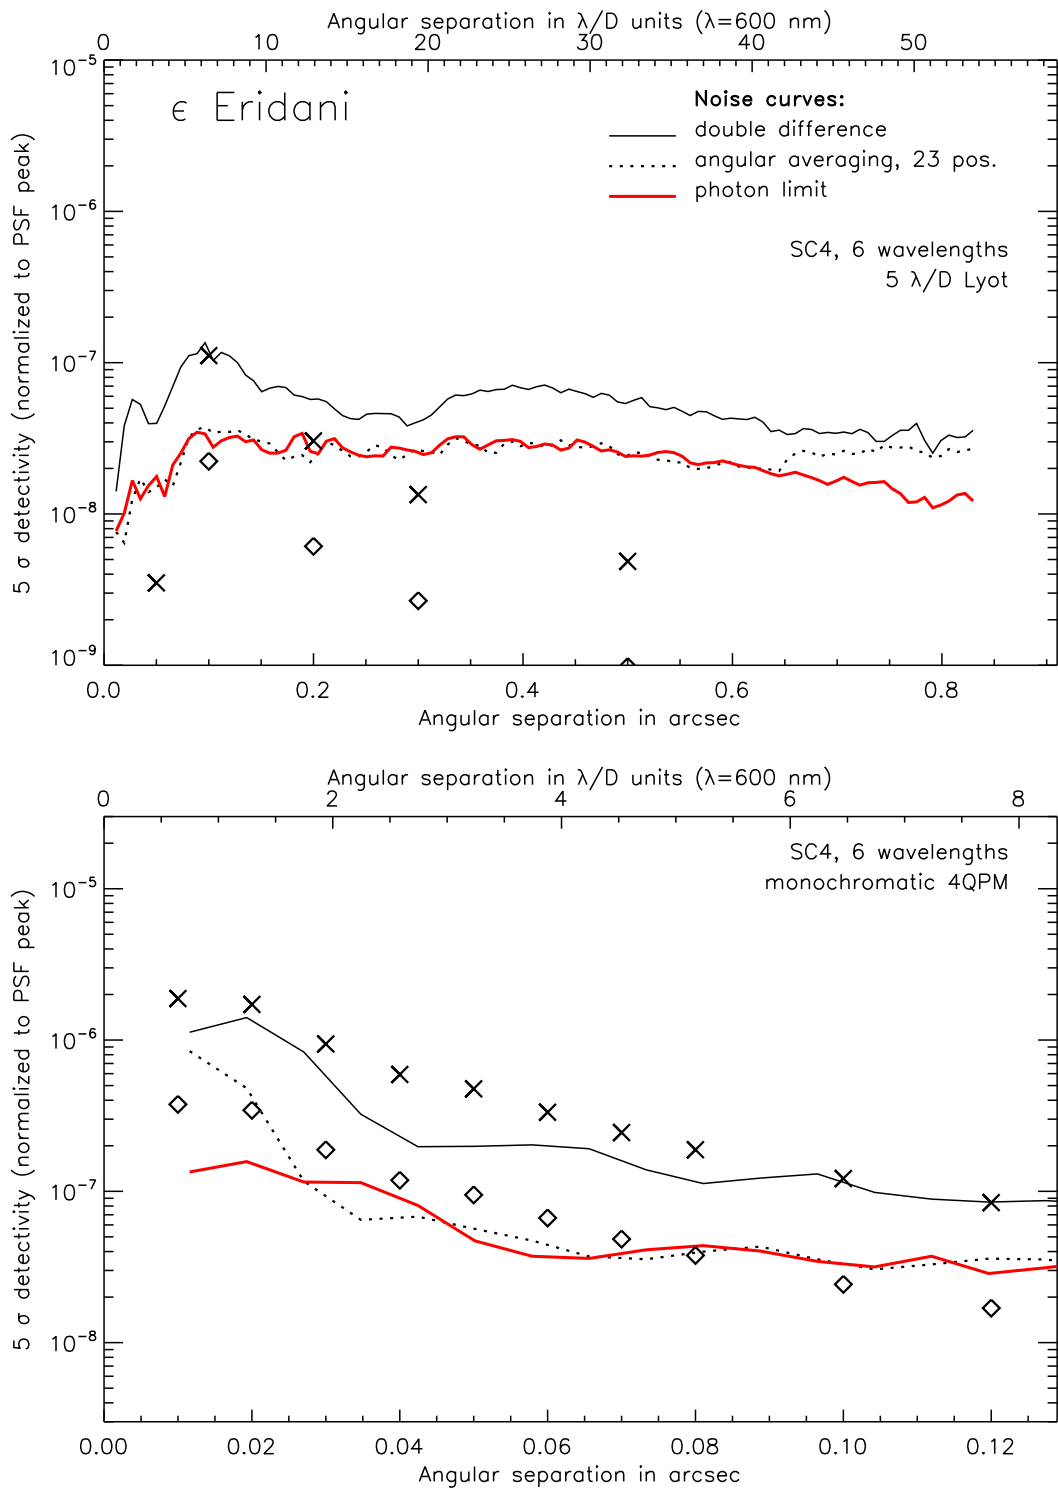 Angular separation in λ/D units (λ=600 nm)
0 10 20 30 40 50
10⁻⁵
ϵ Eridani
Noise curves:
double difference
angular averaging, 23 pos.
photon limit
10⁻⁶
SC4, 6 wavelengths
5 λ/D Lyot
10⁻⁷
10⁻⁸
10⁻⁹
5 σ detectivity (normalized to PSF peak)
0.0 0.2 0.4 0.6 0.8
Angular separation in arcsec
Angular separation in λ/D units (λ=600 nm)
0 2 4 6 8
SC4, 6 wavelengths
monochromatic 4QPM
10⁻⁵
10⁻⁶
10⁻⁷
10⁻⁸
5 σ detectivity (normalized to PSF peak)
0.00 0.02 0.04 0.06 0.08 0.10 0.12
Angular separation in arcsec